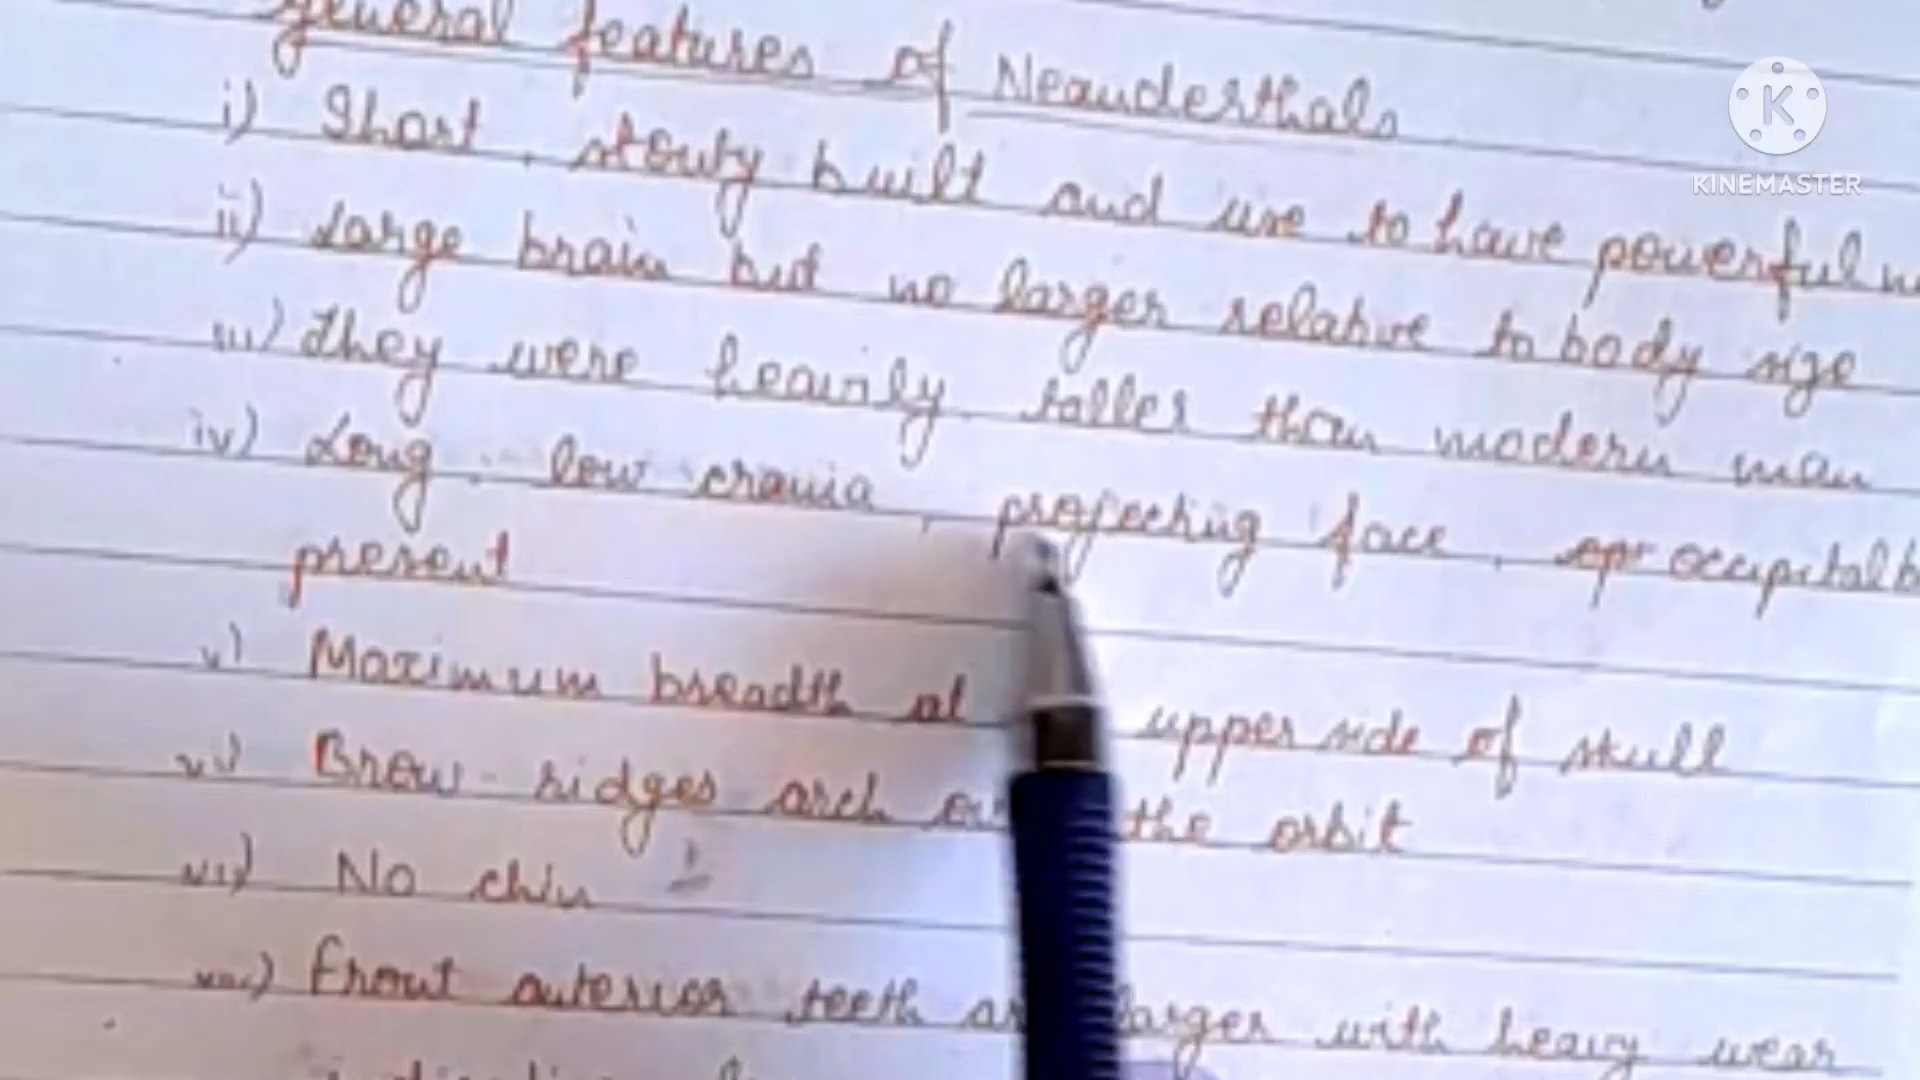 general features of Neanderthals
i) Short, stouty built and use to have powerful
KINEMASTER
ii) Large brain but no larger relative to body size
iii) They were heavily taller than modern man
iv) Long, low crania, projecting face, occipital
present
v) Maximum breadth at upper side of skull
vi) Brow-ridges arch the orbit
vii) No chin
viii) Front anterior teeth larger with heavy wear